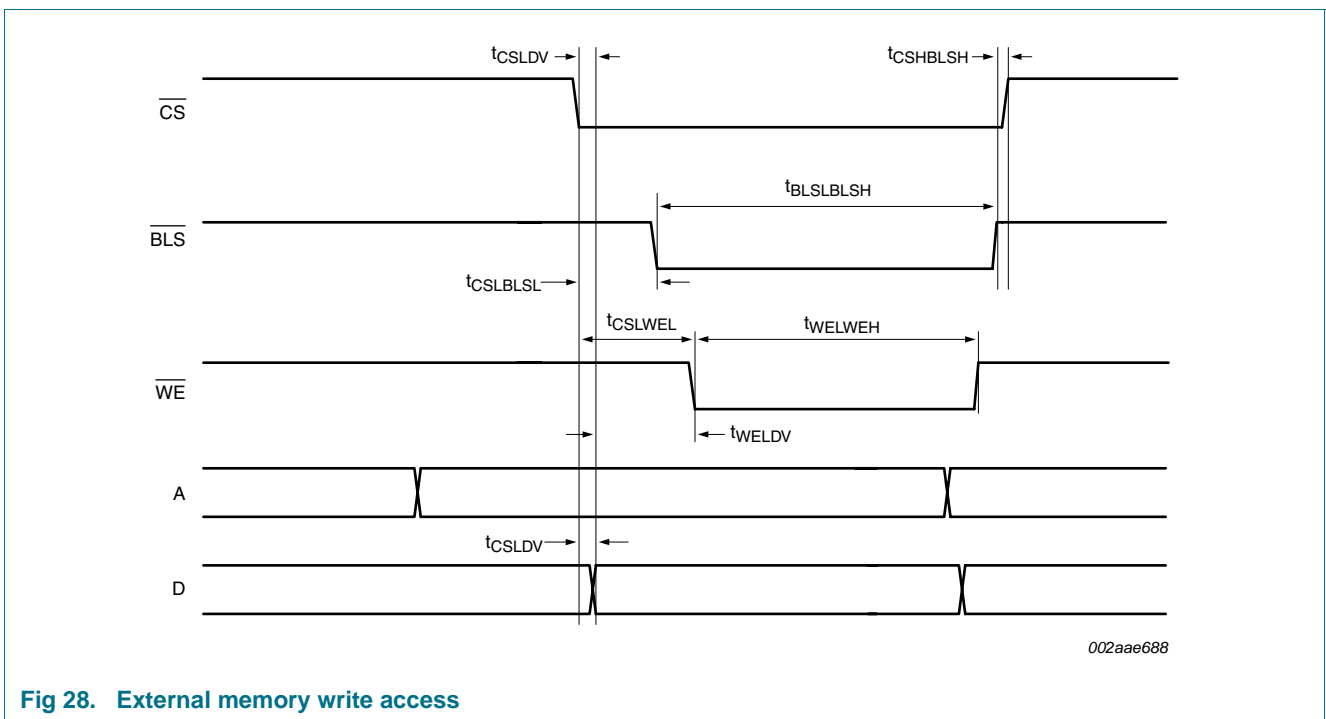 tCSLDV
tCSHBLSH
CS
tBLSLBLSH
BLS
tCSLBLSL
tCSLWEL
tWELWEH
WE
tWELDV
A
tCSLDV
D
002aae688
Fig 28. External memory write access